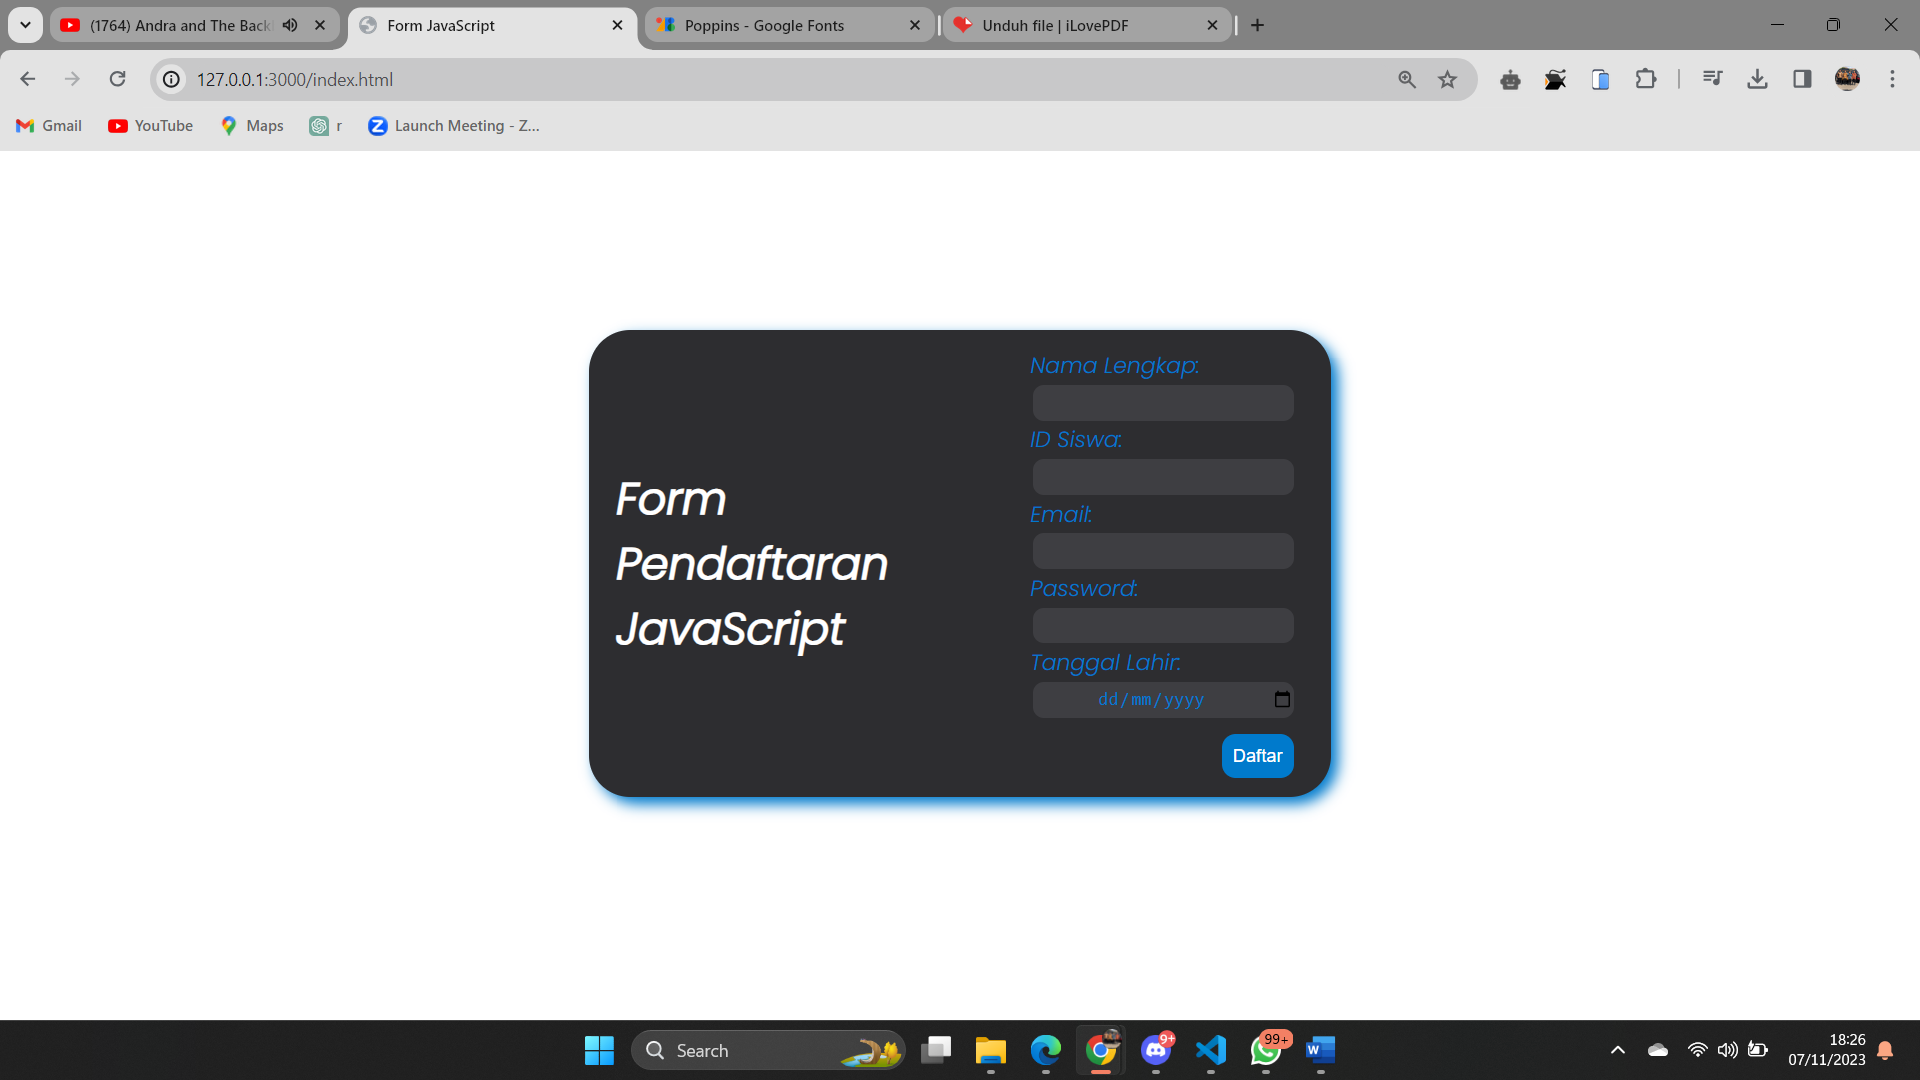 (1764) Andra and The Back
Form JavaScript
Poppins - Google Fonts
Unduh file | iLovePDF
127.0.0.1:3000/index.html
Gmail
YouTube
Maps
r
Launch Meeting - Z...
Form
Pendaftaran
JavaScript
Nama Lengkap:
ID Siswa:
Email:
Password:
Tanggal Lahir:
dd/mm/yyyy
Daftar
Search
9+
99+
18:26
07/11/2023